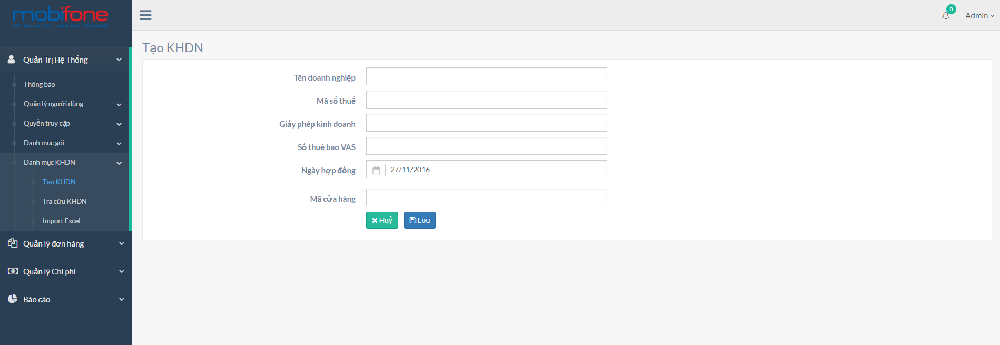 mobifone
KẾT NỐI GIÁ TRỊ - KHƠI DẬY TIỀM NĂNG
0
Admin
Quản Trị Hệ Thống
Thông báo
Quản lý người dùng
Quyền truy cập
Danh mục gói
Danh mục KHDN
Tạo KHDN
Tra cứu KHDN
Import Excel
Quản lý đơn hàng
Quản lý Chi phí
Báo cáo
Tạo KHDN
Tên doanh nghiệp
Mã số thuế
Giấy phép kinh doanh
Số thuê bao VAS
Ngày hợp đồng 27/11/2016
Mã cửa hàng
Huỷ Lưu